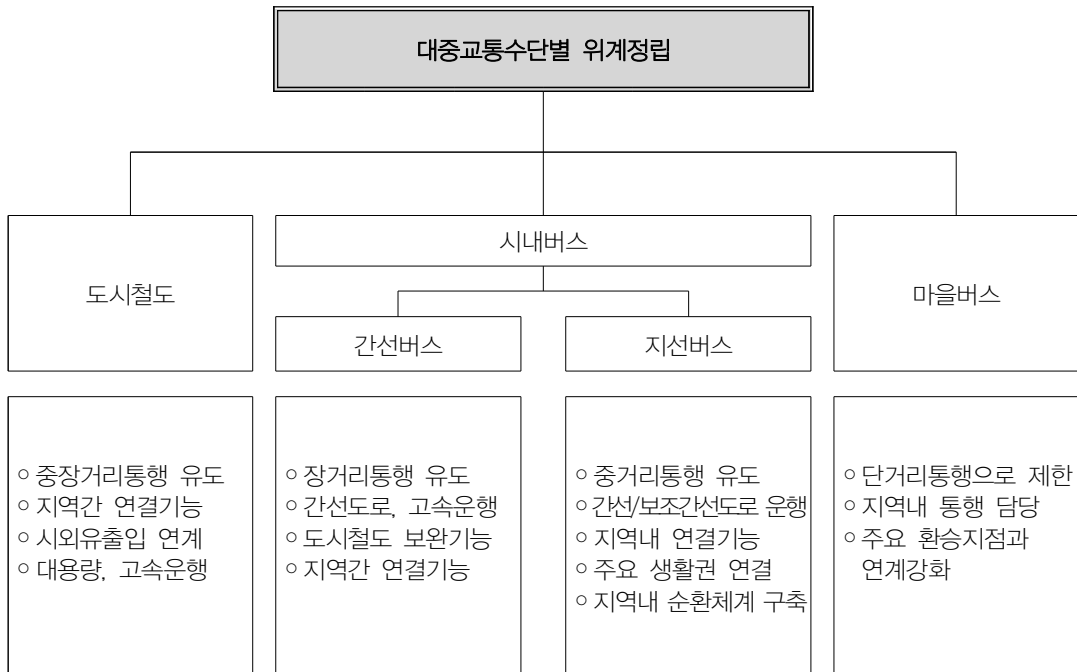 대중교통수단별 위계정립
도시철도
시내버스
마을버스
간선버스
지선버스
○ 중장거리통행 유도
○ 지역간 연결기능
○ 시외유출입 연계
○ 대용량, 고속운행
○ 장거리통행 유도
○ 간선도로, 고속운행
○ 도시철도 보완기능
○ 지역간 연결기능
○ 중거리통행 유도
○ 간선/보조간선도로 운행
○ 지역내 연결기능
○ 주요 생활권 연결
○ 지역내 순환체계 구축
○ 단거리통행으로 제한
○ 지역내 통행 담당
○ 주요 환승지점과
연계강화